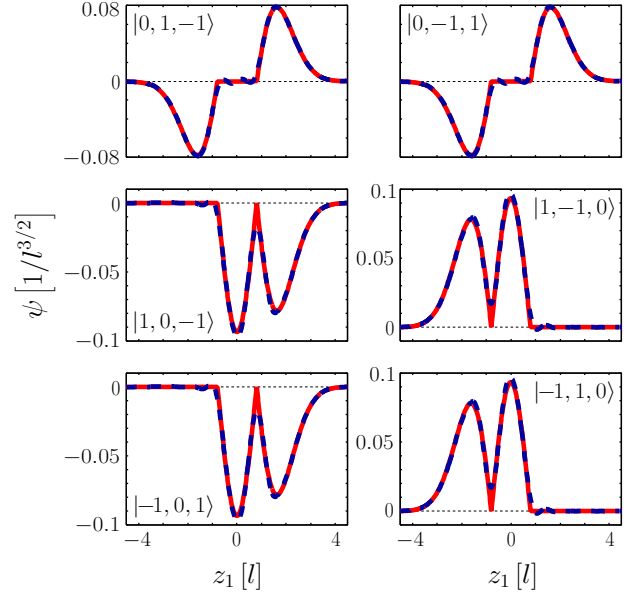 0.08
0
−0.08
|0, 1, −1⟩
|0, −1, 1⟩
ψ [1/l^{3/2}]
0
−0.05
−0.1
|1, 0, −1⟩
0.1
0.05
0
|1, −1, 0⟩
0
−0.05
−0.1
|−1, 0, 1⟩
−4 0 4
z_1 [l]
0.1
0.05
0
|−1, 1, 0⟩
−4 0 4
z_1 [l]